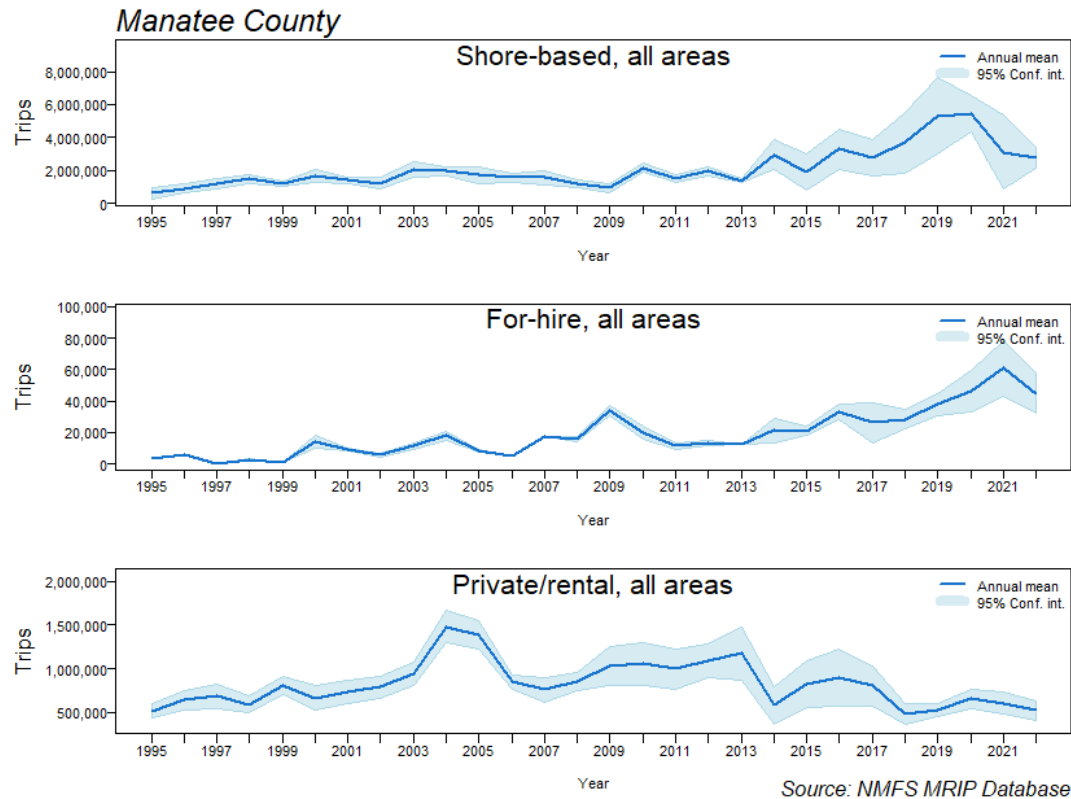 Manatee County
Shore-based, all areas
Annual mean
95% Conf. int.
Trips
8,000,000
6,000,000
4,000,000
2,000,000
0
1995 1997 1999 2001 2003 2005 2007 2009 2011 2013 2015 2017 2019 2021
Year
For-hire, all areas
Annual mean
95% Conf. int.
Trips
100,000
80,000
60,000
40,000
20,000
0
1995 1997 1999 2001 2003 2005 2007 2009 2011 2013 2015 2017 2019 2021
Year
Private/rental, all areas
Annual mean
95% Conf. int.
Trips
2,000,000
1,500,000
1,000,000
500,000
1995 1997 1999 2001 2003 2005 2007 2009 2011 2013 2015 2017 2019 2021
Year
Source: NMFS MRIP Database